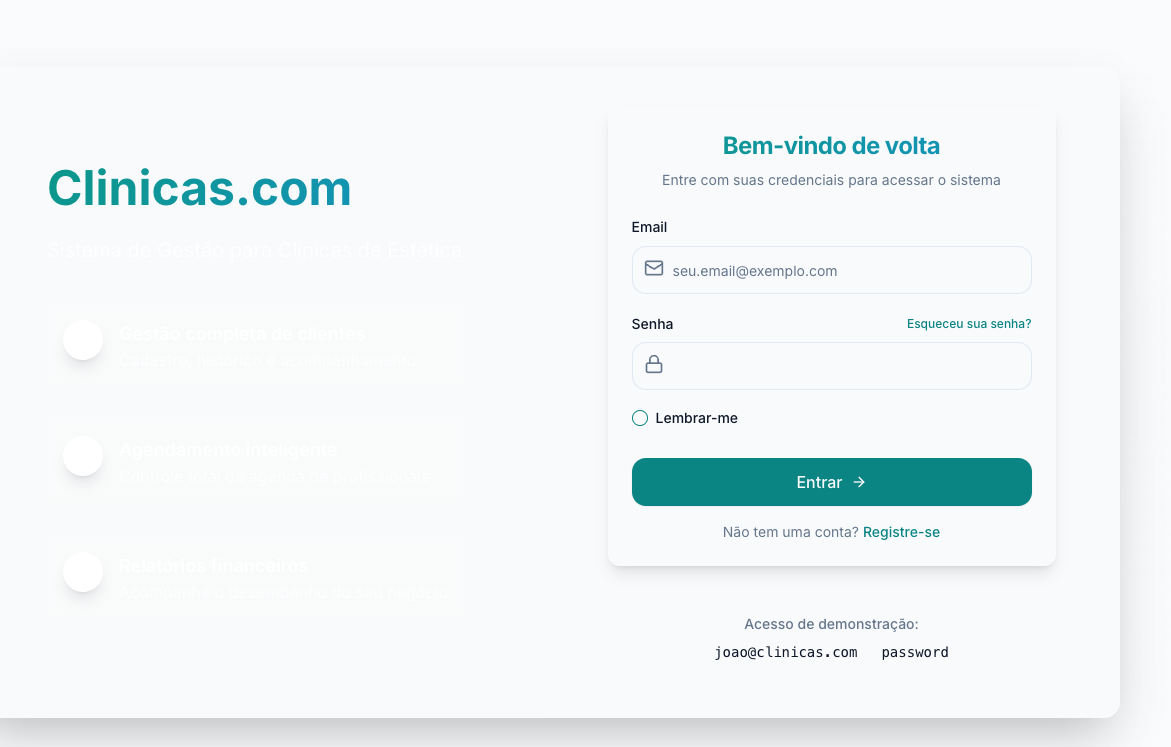 Clinicas.com
Sistema de Gestão para Clínicas de Estética
Gestão completa de clientes
Cadastro, histórico e acompanhamento
Agendamento inteligente
Controle total da agenda de profissionais
Relatórios financeiros
Acompanhe o desempenho do seu negócio
Bem-vindo de volta
Entre com suas credenciais para acessar o sistema
Email
seu.email@exemplo.com
Senha
Esqueceu sua senha?
Lembrar-me
Entrar →
Não tem uma conta? Registre-se
Acesso de demonstração:
joao@clinicas.com password